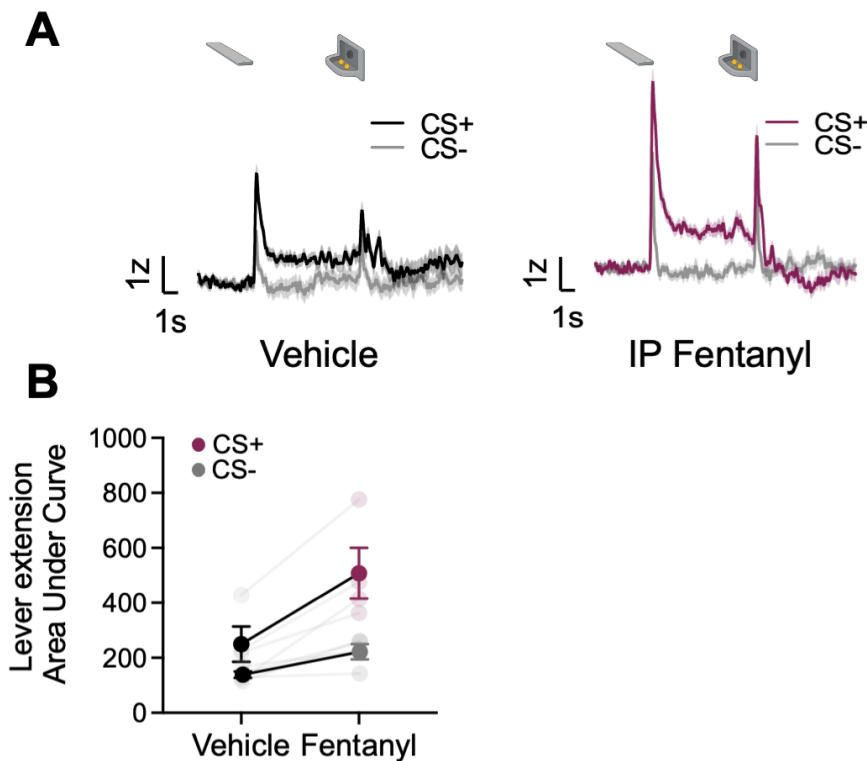 A
CS+
CS-
1z
1s
Vehicle
CS+
CS-
1z
1s
IP Fentanyl
B
Lever extension
Area Under Curve
1000
800
600
400
200
0
CS+
CS-
Vehicle Fentanyl